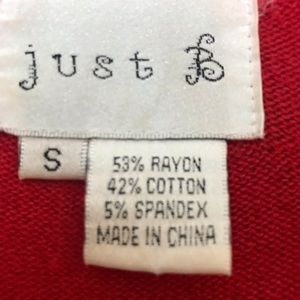 just B
S
53% RAYON
42% COTTON
5% SPANDEX
MADE IN CHINA